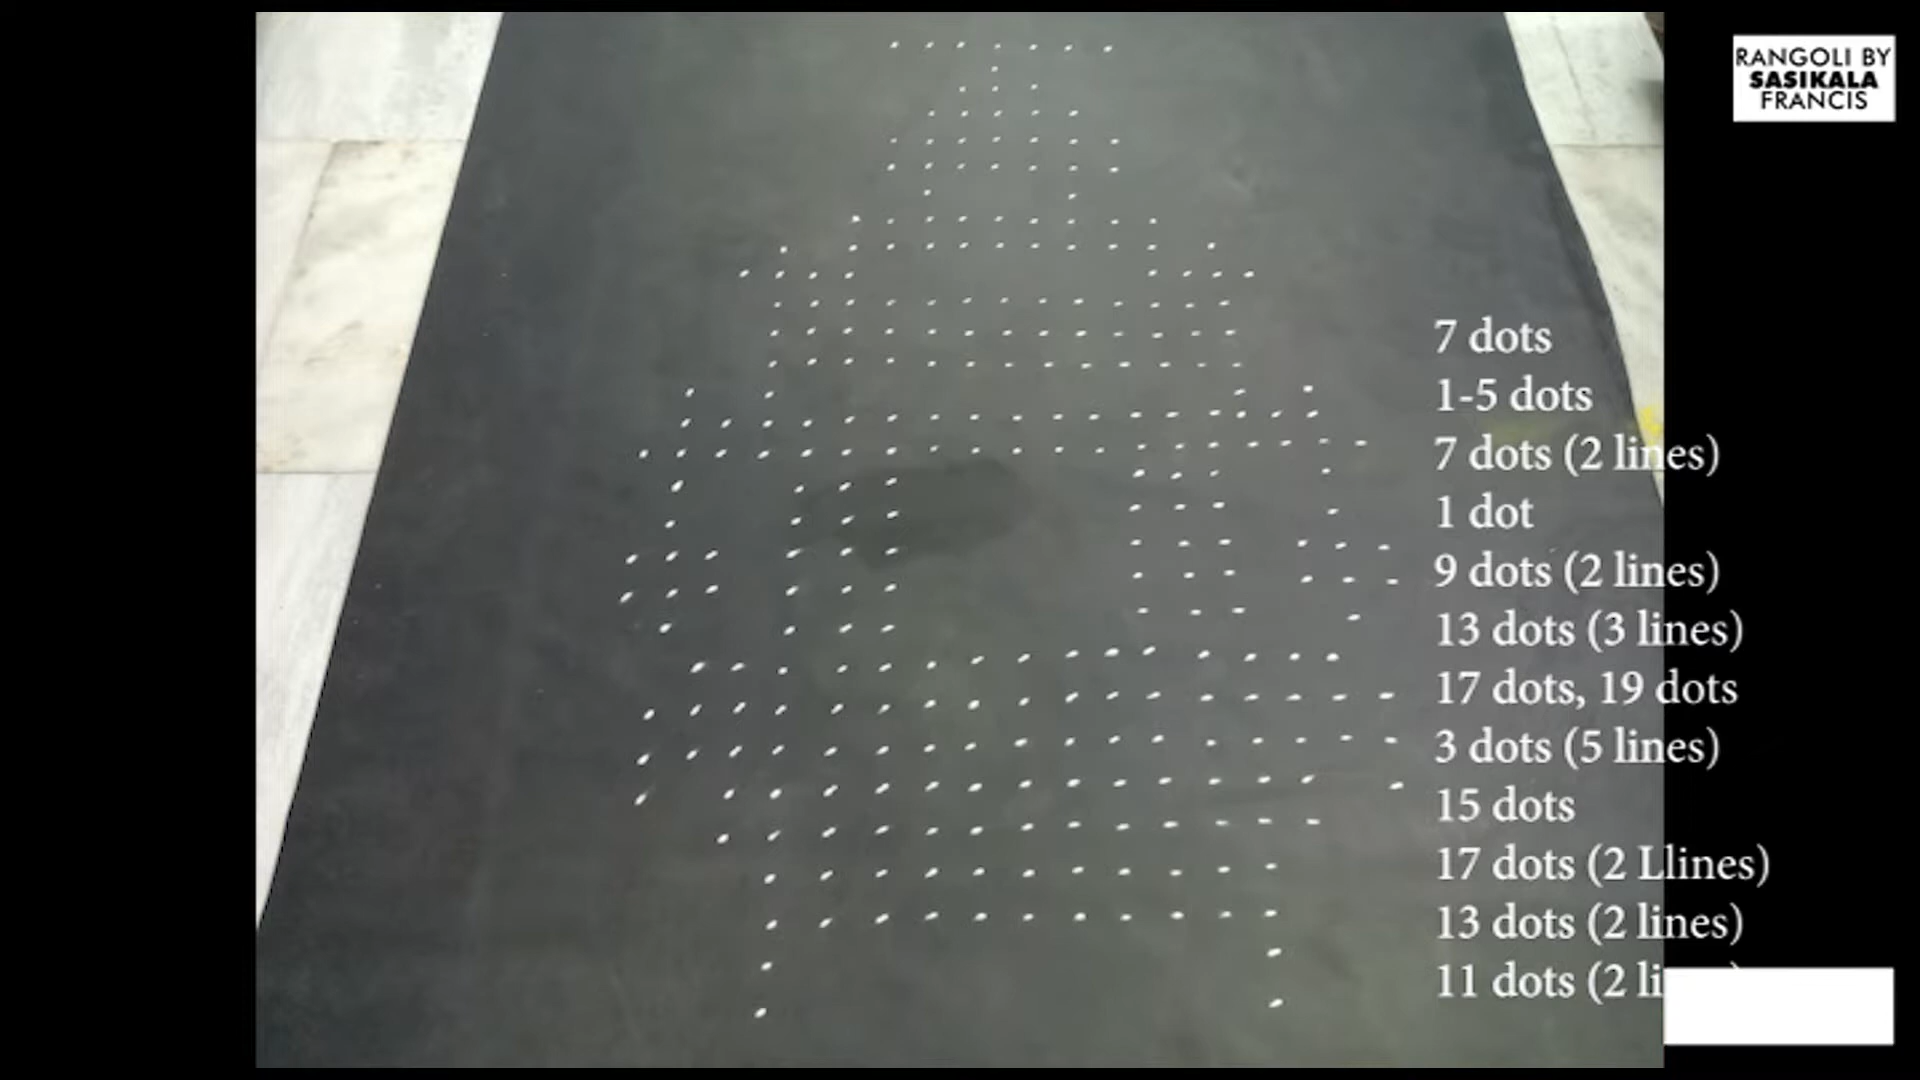 RANGOLI BY
SASIKALA
FRANCIS
7 dots
1-5 dots
7 dots (2 lines)
1 dot
9 dots (2 lines)
13 dots (3 lines)
17 dots, 19 dots
3 dots (5 lines)
15 dots
17 dots (2 Llines)
13 dots (2 lines)
11 dots (2